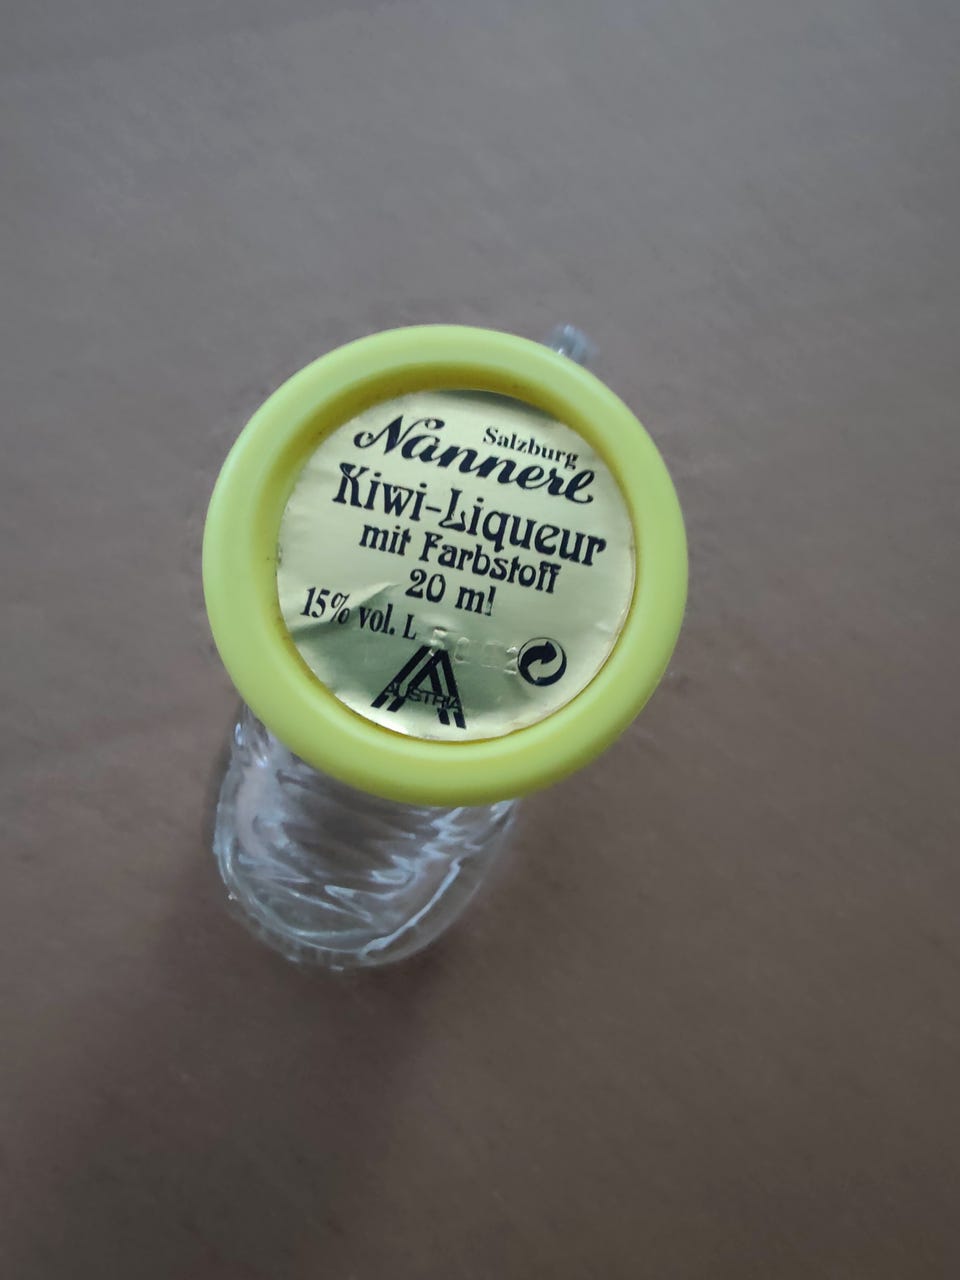 Salzburg
Nannerl
Kiwi-Liqueur
mit Farbstoff
20 ml
15% vol. L
AUSTRIA